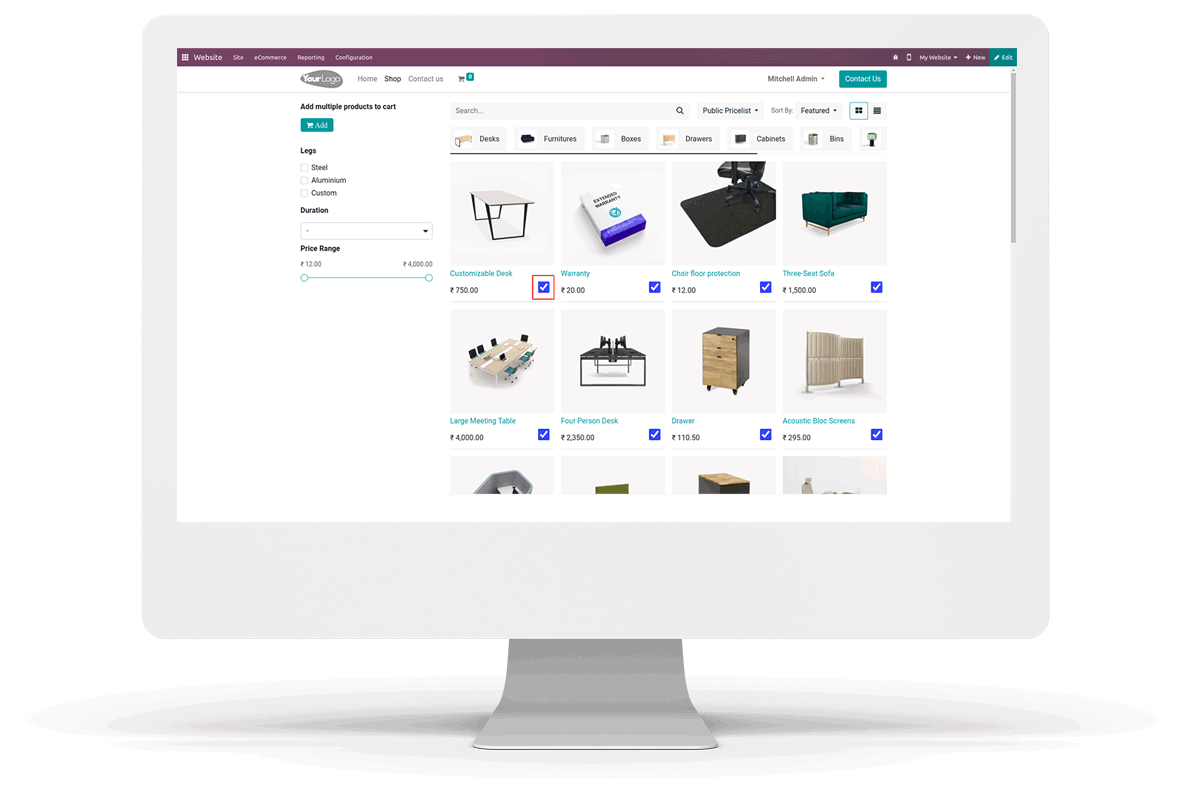 Website Site eCommerce Reporting Configuration My Website + New Edit
YourLogo Home Shop Contact us 0 Mitchell Admin Contact Us
Add multiple products to cart
Add
Search... Public Pricelist Sort By: Featured
Desks Furnitures Boxes Drawers Cabinets Bins
Legs
Steel
Aluminium
Custom
Duration
-
Price Range
₹ 12.00 ₹ 4,000.00
EXTENDED
WARRANTY
Customizable Desk Warranty Chair floor protection Three-Seat Sofa
₹ 750.00 ₹ 20.00 ₹ 12.00 ₹ 1,500.00
Large Meeting Table Four Person Desk Drawer Acoustic Bloc Screens
₹ 4,000.00 ₹ 2,350.00 ₹ 110.50 ₹ 295.00